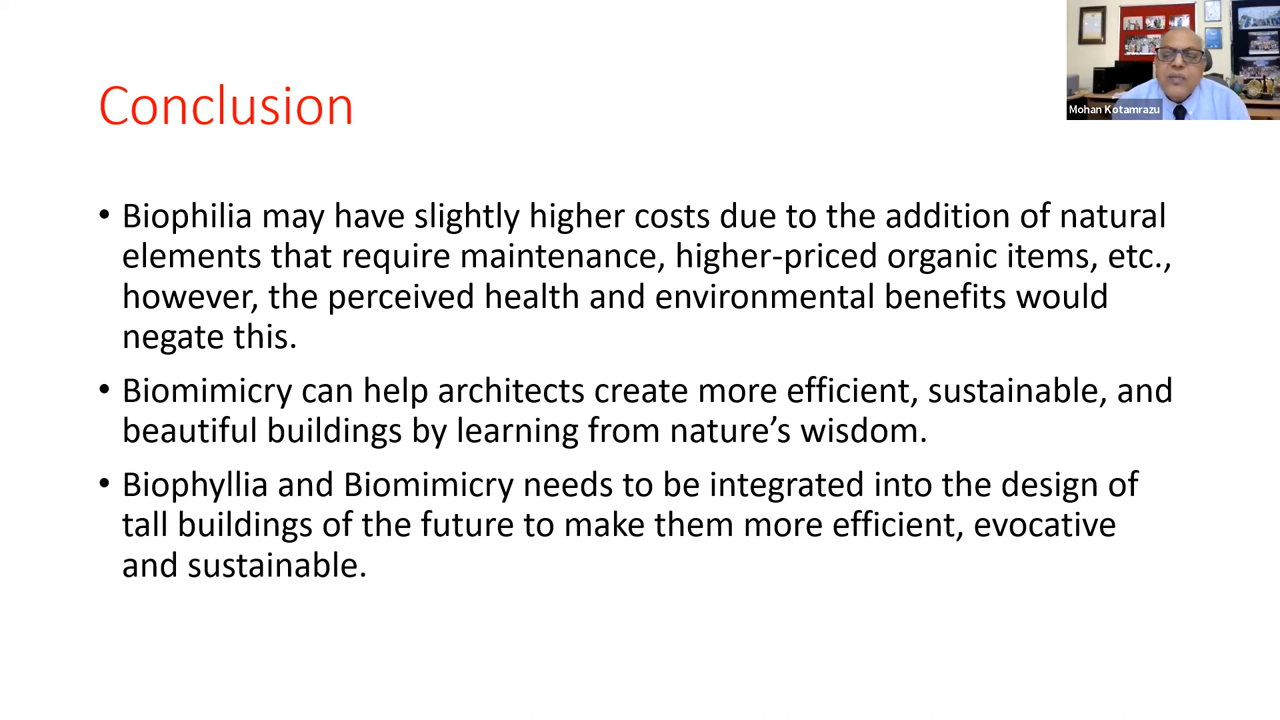 Conclusion
Mohan Kotamrazu
• Biophilia may have slightly higher costs due to the addition of natural
elements that require maintenance, higher-priced organic items, etc.,
however, the perceived health and environmental benefits would
negate this.
• Biomimicry can help architects create more efficient, sustainable, and
beautiful buildings by learning from nature’s wisdom.
• Biophyllia and Biomimicry needs to be integrated into the design of
tall buildings of the future to make them more efficient, evocative
and sustainable.